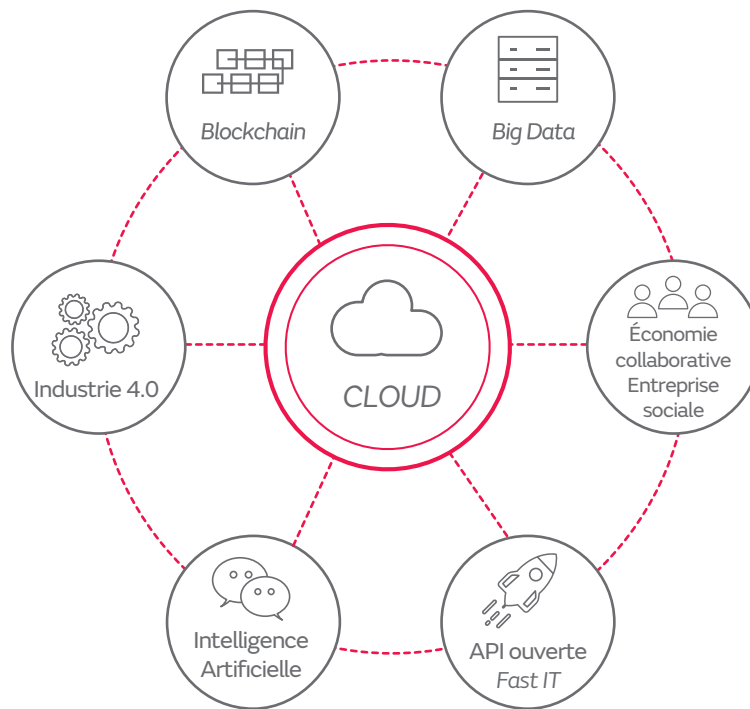 Blockchain
Big Data
Industrie 4.0
CLOUD
Économie
collaborative
Entreprise
sociale
Intelligence
Artificielle
API ouverte
Fast IT